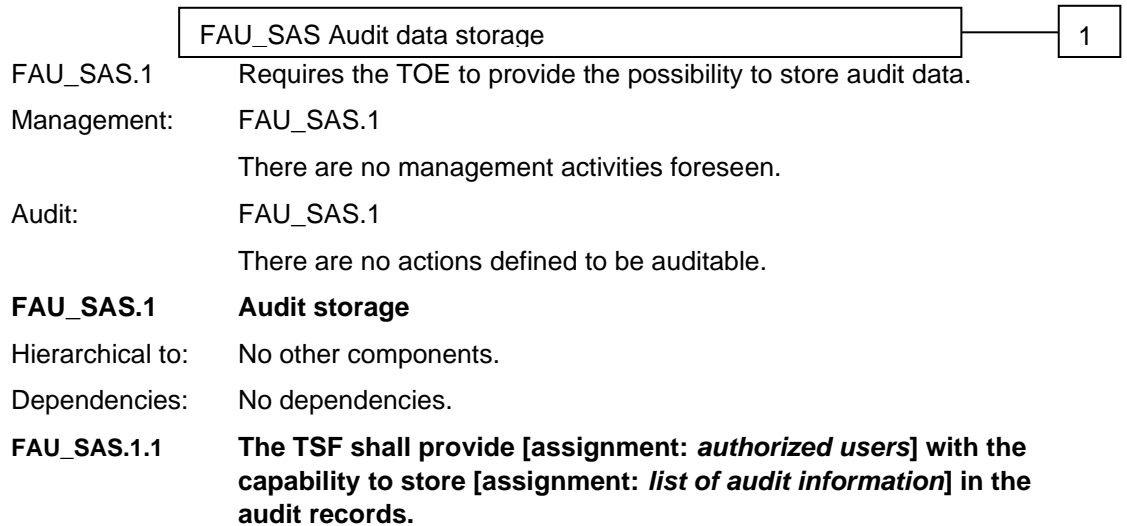 FAU_SAS Audit data storage 1
FAU_SAS.1 Requires the TOE to provide the possibility to store audit data.
Management: FAU_SAS.1
There are no management activities foreseen.
Audit: FAU_SAS.1
There are no actions defined to be auditable.
FAU_SAS.1 Audit storage
Hierarchical to: No other components.
Dependencies: No dependencies.
FAU_SAS.1.1 The TSF shall provide [assignment: authorized users] with the
capability to store [assignment: list of audit information] in the
audit records.